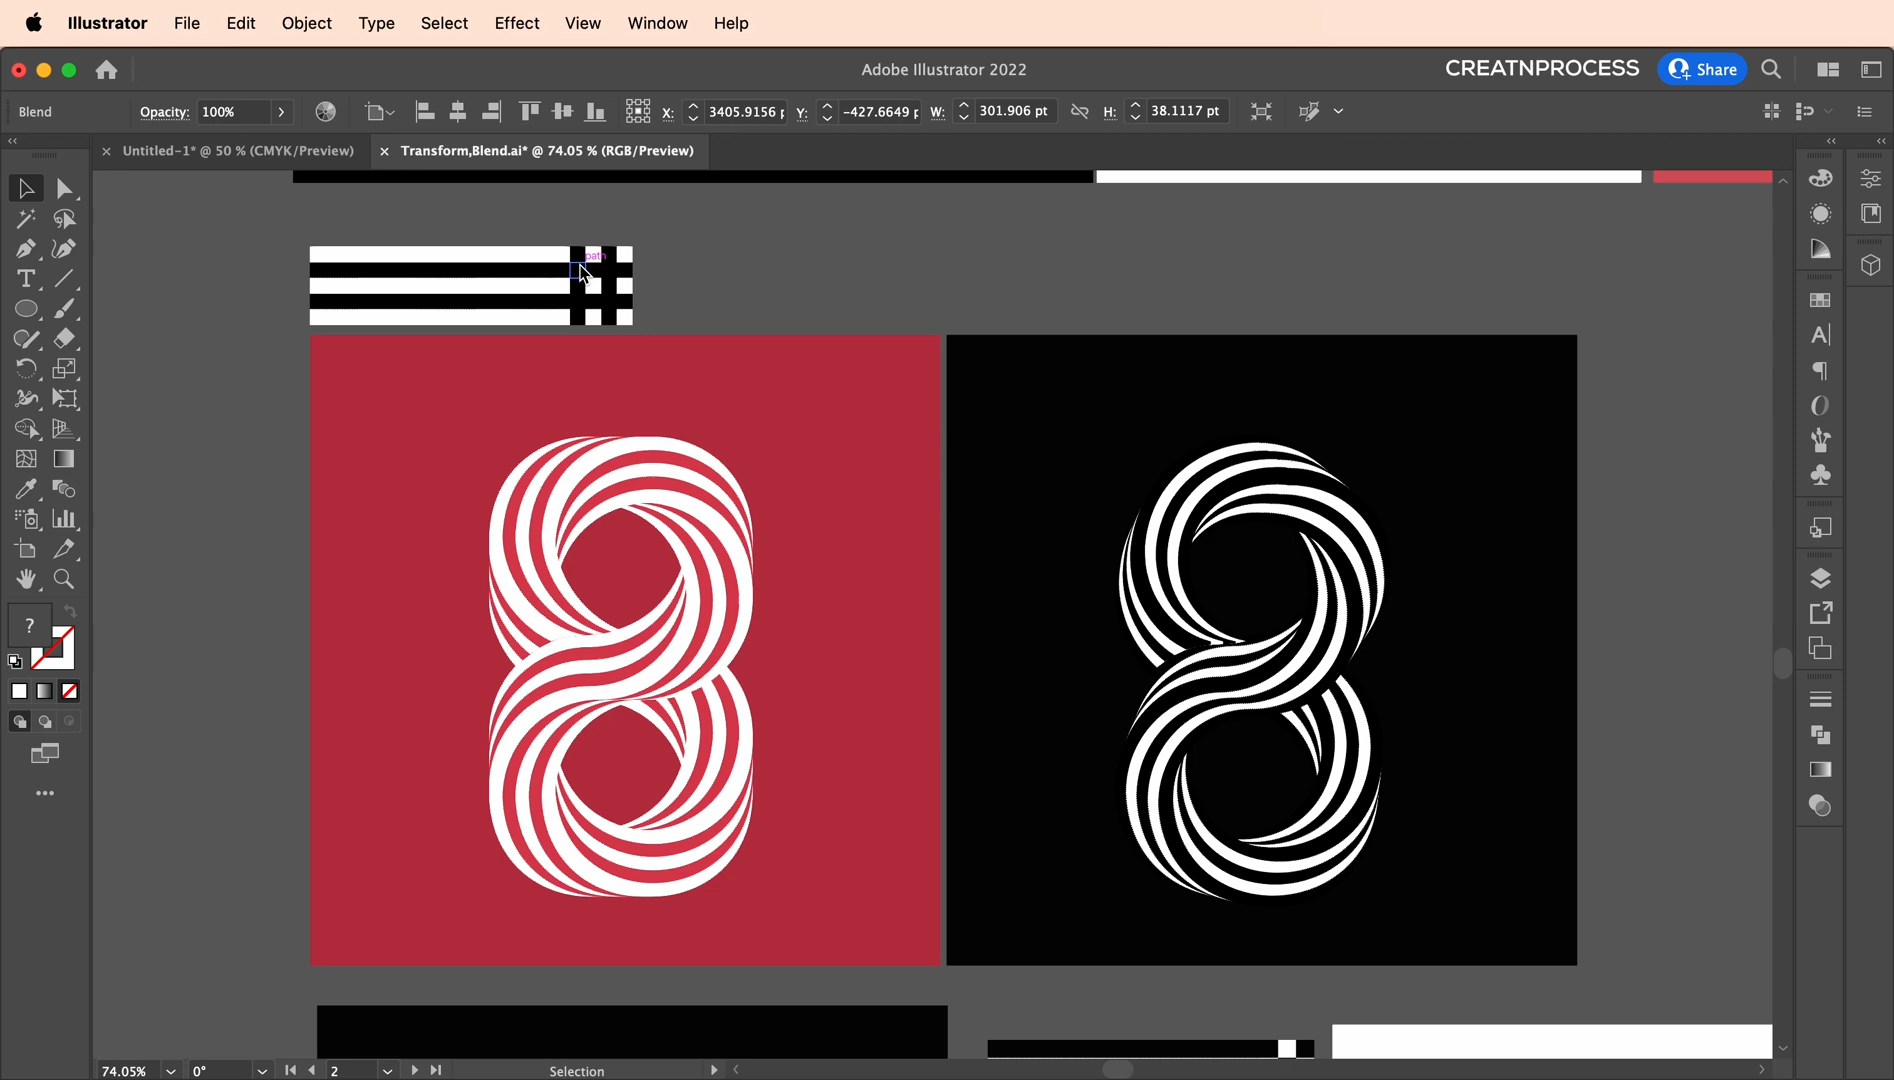 Illustrator File Edit Object Type Select Effect View Window Help
Adobe Illustrator 2022
CREATNPROCESS
Share
Blend
Opacity: 100%
X: 3405.9156 p
Y: -427.6649 p
W: 301.906 pt
H: 38.1117 pt
Untitled-1* @ 50 % (CMYK/Preview)
Transform,Blend.ai* @ 74.05 % (RGB/Preview)
path
?
8
8
74.05%
0°
2
Selection